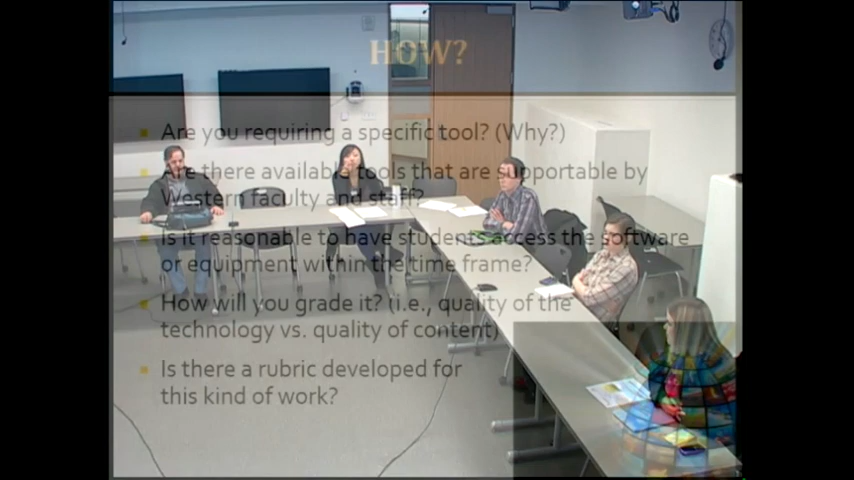 HOW?
Are you requiring a specific tool? (Why?)
Are there available tools that are supportable by
Western faculty and staff?
Is it reasonable to have students access the software
or equipment within the time frame?
How will you grade it? (i.e., quality of the
technology vs. quality of content)
Is there a rubric developed for
this kind of work?